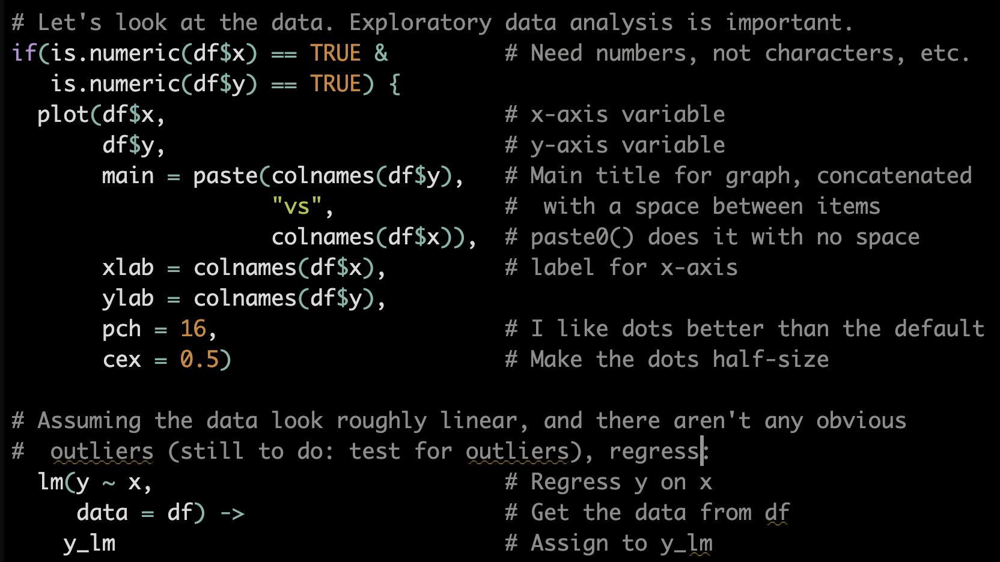 # Let's look at the data. Exploratory data analysis is important.
if(is.numeric(df$x) == TRUE &         # Need numbers, not characters, etc.
   is.numeric(df$y) == TRUE) {
  plot(df$x,                          # x-axis variable
       df$y,                          # y-axis variable
       main = paste(colnames(df$y),   # Main title for graph, concatenated
                    "vs",             #  with a space between items
                    colnames(df$x)),  # paste0() does it with no space
       xlab = colnames(df$x),         # label for x-axis
       ylab = colnames(df$y),
       pch = 16,                      # I like dots better than the default
       cex = 0.5)                     # Make the dots half-size

# Assuming the data look roughly linear, and there aren't any obvious
#  outliers (still to do: test for outliers), regress:
  lm(y ~ x,                           # Regress y on x
     data = df) ->                    # Get the data from df
    y_lm                              # Assign to y_lm